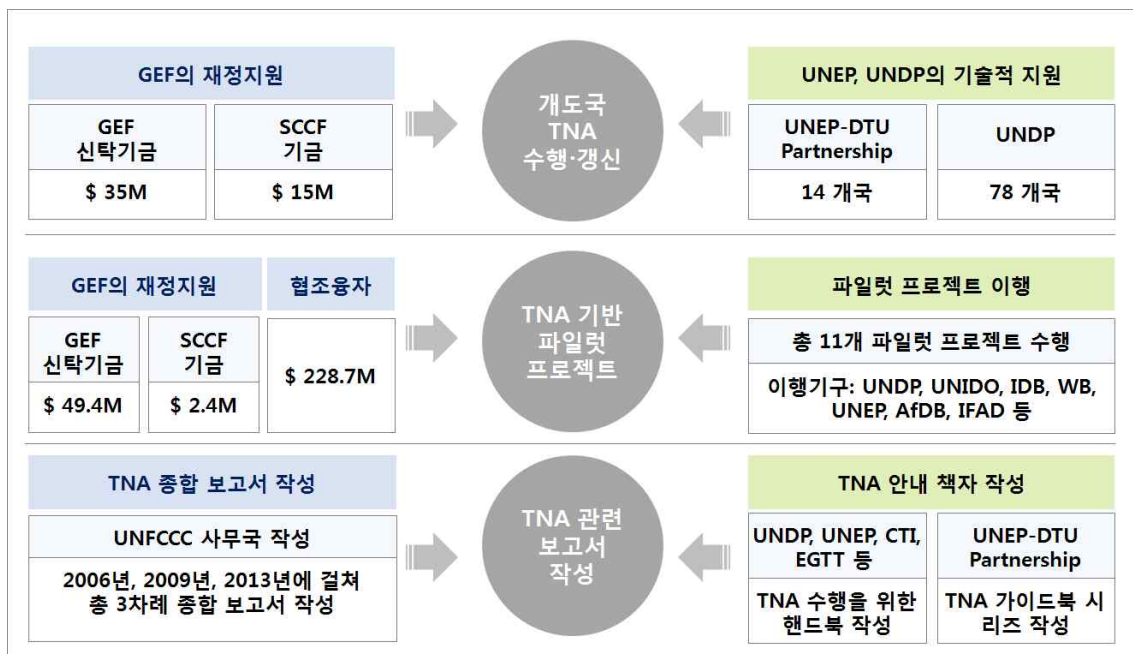 GEF의 재정지원
GEF
신탁기금
$ 35M
SCCF
기금
$ 15M
개도국
TNA
수행·갱신
UNEP, UNDP의 기술적 지원
UNEP-DTU
Partnership
14 개국
UNDP
78 개국
GEF의 재정지원
GEF
신탁기금
$ 49.4M
SCCF
기금
$ 2.4M
협조융자
$ 228.7M
TNA 기반
파일럿
프로젝트
파일럿 프로젝트 이행
총 11개 파일럿 프로젝트 수행
이행기구: UNDP, UNIDO, IDB, WB,
UNEP, AfDB, IFAD 등
TNA 종합 보고서 작성
UNFCCC 사무국 작성
2006년, 2009년, 2013년에 걸쳐
총 3차례 종합 보고서 작성
TNA 관련
보고서
작성
TNA 안내 책자 작성
UNDP, UNEP, CTI,
EGTT 등
TNA 수행을 위한
핸드북 작성
UNEP-DTU
Partnership
TNA 가이드북 시
리즈 작성